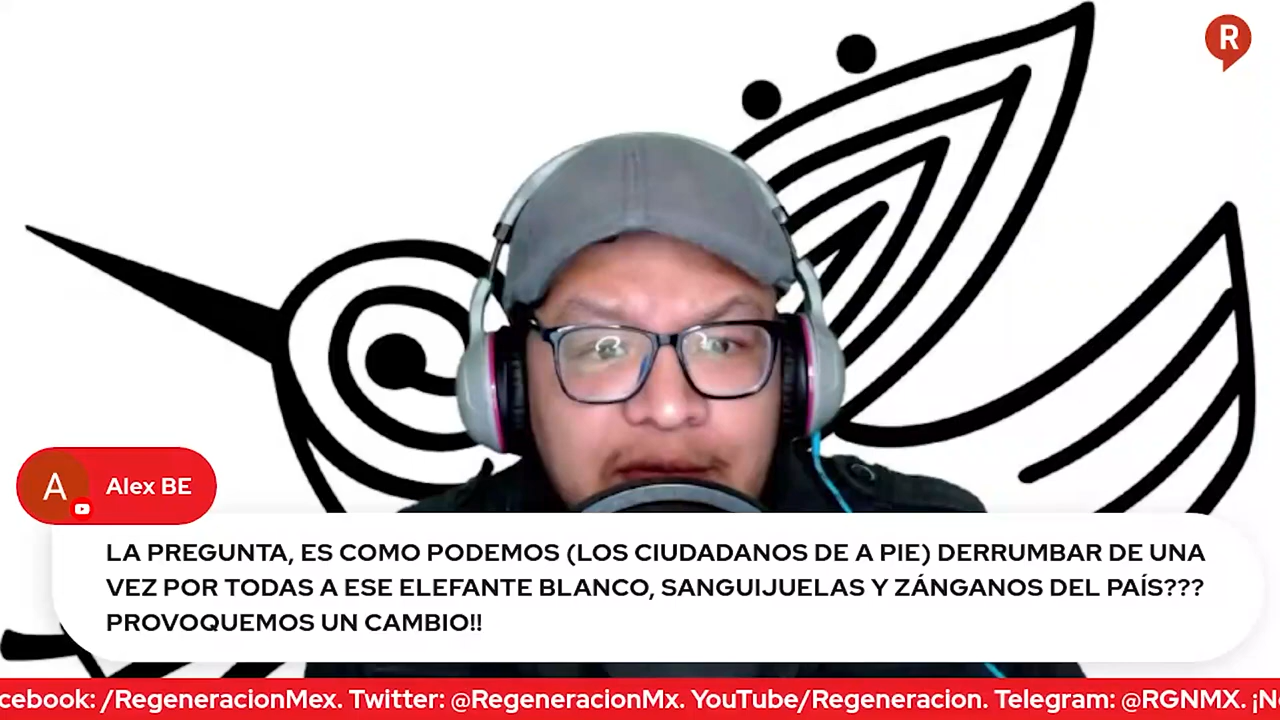 R
A Alex BE
LA PREGUNTA, ES COMO PODEMOS (LOS CIUDADANOS DE A PIE) DERRUMBAR DE UNA
VEZ POR TODAS A ESE ELEFANTE BLANCO, SANGUIJUELAS Y ZÁNGANOS DEL PAÍS???
PROVOQUEMOS UN CAMBIO!!
cebook: /RegeneracionMex. Twitter: @RegeneracionMx. YouTube/Regeneracion. Telegram: @RGNMX.